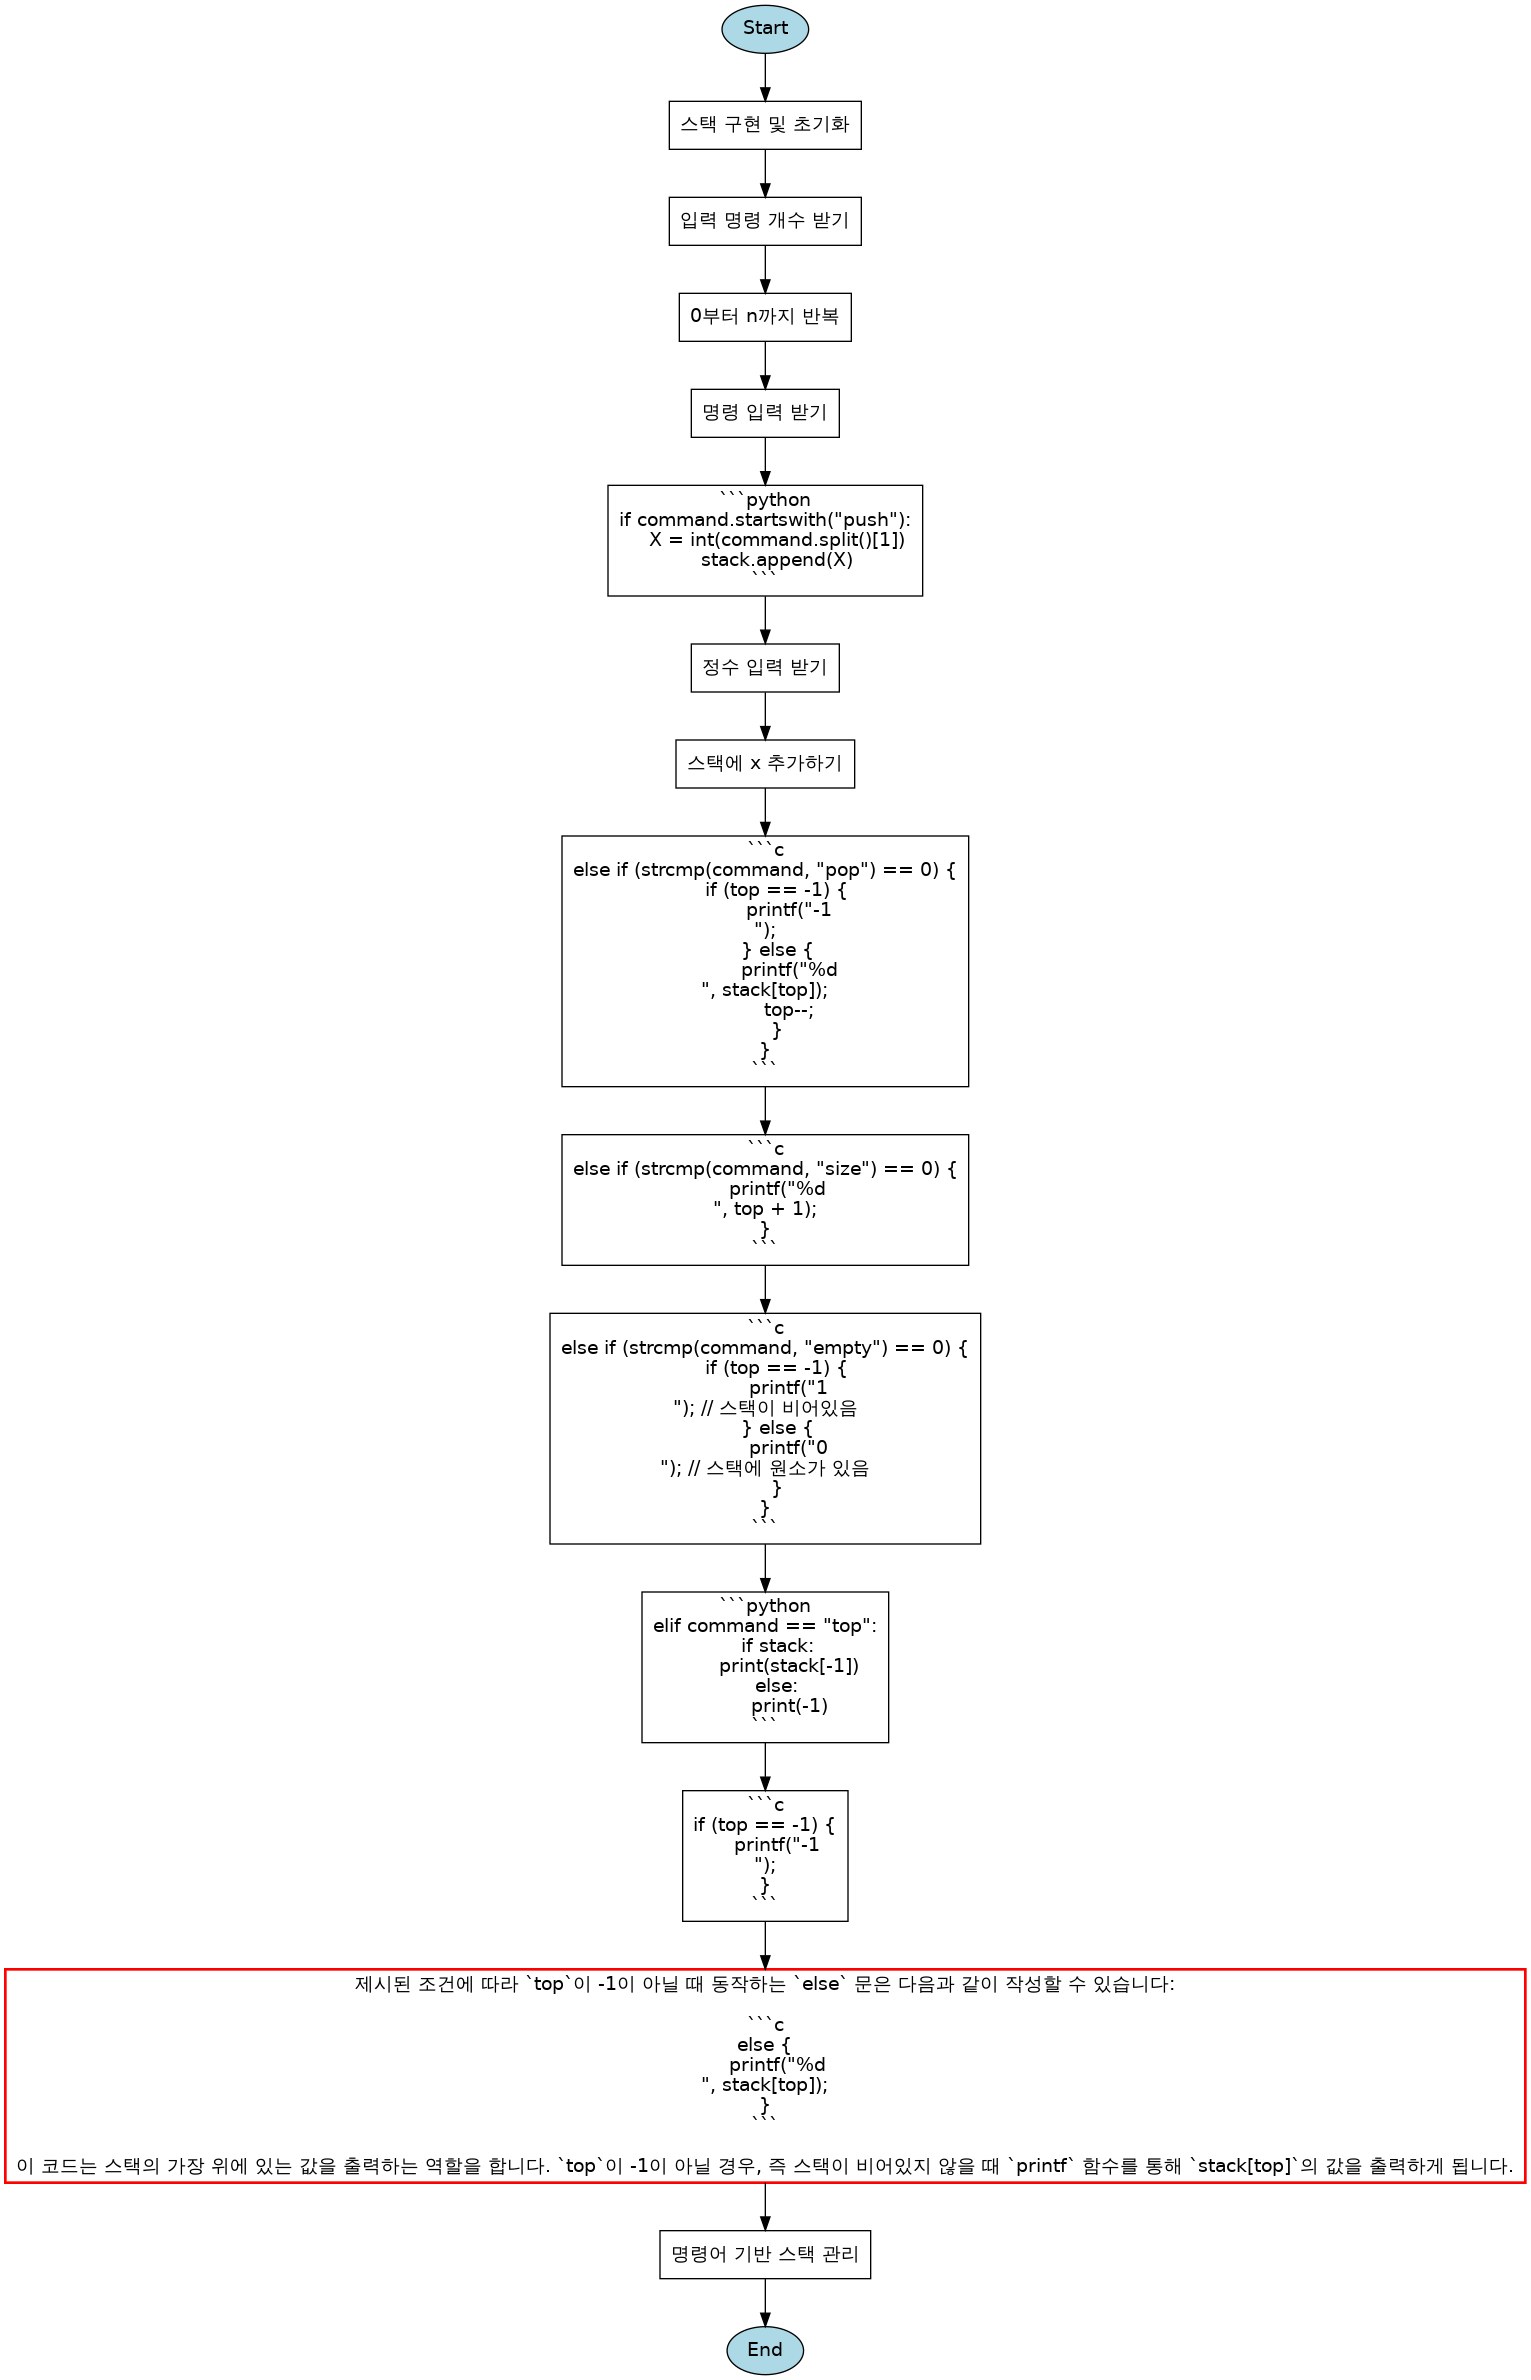 Start
스택 구현 및 초기화
입력 명령 개수 받기
0부터 n까지 반복
명령 입력 받기
```python
if command.startswith("push"):
    X = int(command.split()[1])
    stack.append(X)
```
정수 입력 받기
스택에 x 추가하기
```c
else if (strcmp(command, "pop") == 0) {
    if (top == -1) {
        printf("-1
");
    } else {
        printf("%d
", stack[top]);
        top--;
    }
}
```
```c
else if (strcmp(command, "size") == 0) {
    printf("%d
", top + 1);
}
```
```c
else if (strcmp(command, "empty") == 0) {
    if (top == -1) {
        printf("1
"); // 스택이 비어있음
    } else {
        printf("0
"); // 스택에 원소가 있음
    }
}
```
```python
elif command == "top":
    if stack:
        print(stack[-1])
    else:
        print(-1)
```
```c
if (top == -1) {
    printf("-1
");
}
```
제시된 조건에 따라 `top`이 -1이 아닐 때 동작하는 `else` 문은 다음과 같이 작성할 수 있습니다:
```c
else {
    printf("%d
", stack[top]);
}
```
이 코드는 스택의 가장 위에 있는 값을 출력하는 역할을 합니다. `top`이 -1이 아닐 경우, 즉 스택이 비어있지 않을 때 `printf` 함수를 통해 `stack[top]`의 값을 출력하게 됩니다.
명령어 기반 스택 관리
End